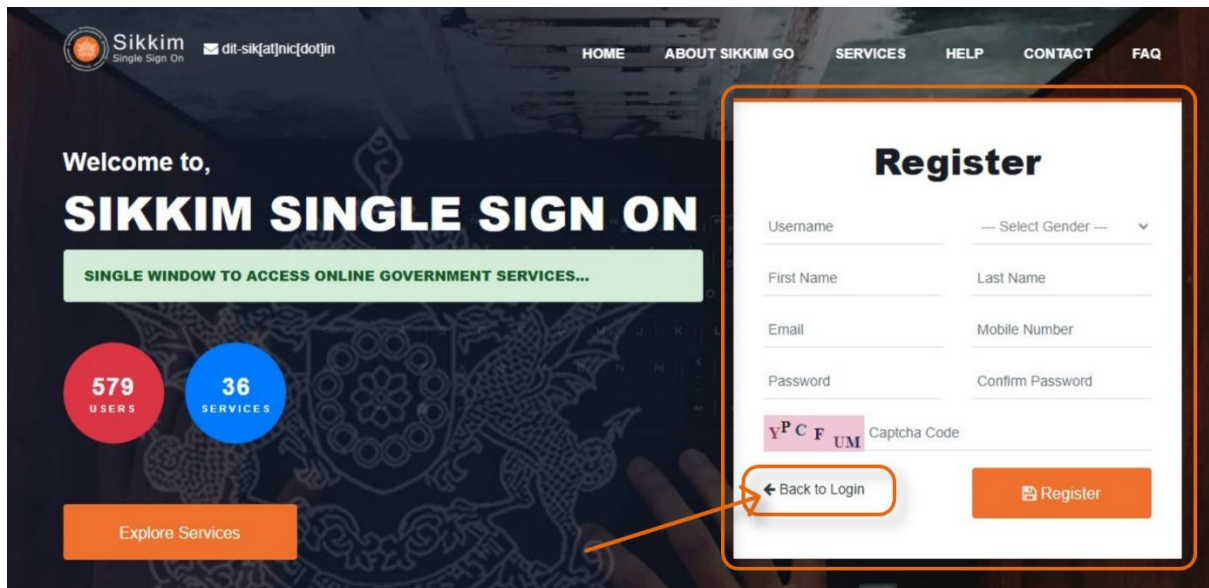 Sikkim
Single Sign On
dit-sik[at]nic[dot]in
HOME ABOUT SIKKIM GO SERVICES HELP CONTACT FAQ
Welcome to,
SIKKIM SINGLE SIGN ON
SINGLE WINDOW TO ACCESS ONLINE GOVERNMENT SERVICES...
579
USERS
36
SERVICES
Explore Services
Register
Username --- Select Gender ---
First Name Last Name
Email Mobile Number
Password Confirm Password
YPCFUM Captcha Code
Back to Login Register